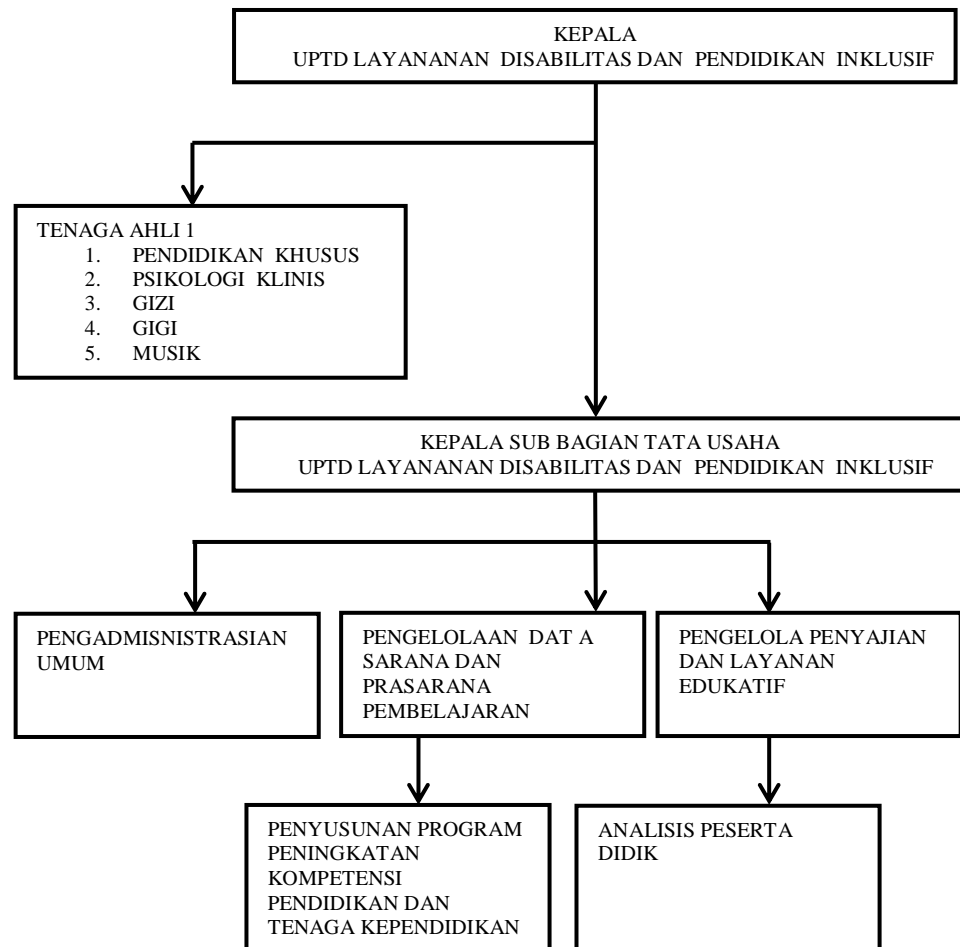 KEPALA
UPTD LAYANANAN DISABILITAS DAN PENDIDIKAN INKLUSIF
TENAGA AHLI 1
1. PENDIDIKAN KHUSUS
2. PSIKOLOGI KLINIS
3. GIZI
4. GIGI
5. MUSIK
KEPALA SUB BAGIAN TATA USAHA
UPTD LAYANANAN DISABILITAS DAN PENDIDIKAN INKLUSIF
PENGADMISNISTRASIAN
UMUM
PENGELOLAAN DAT A
SARANA DAN
PRASARANA
PEMBELAJARAN
PENGELOLA PENYAJIAN
DAN LAYANAN
EDUKATIF
PENYUSUNAN PROGRAM
PENINGKATAN
KOMPETENSI
PENDIDIKAN DAN
TENAGA KEPENDIDIKAN
ANALISIS PESERTA
DIDIK